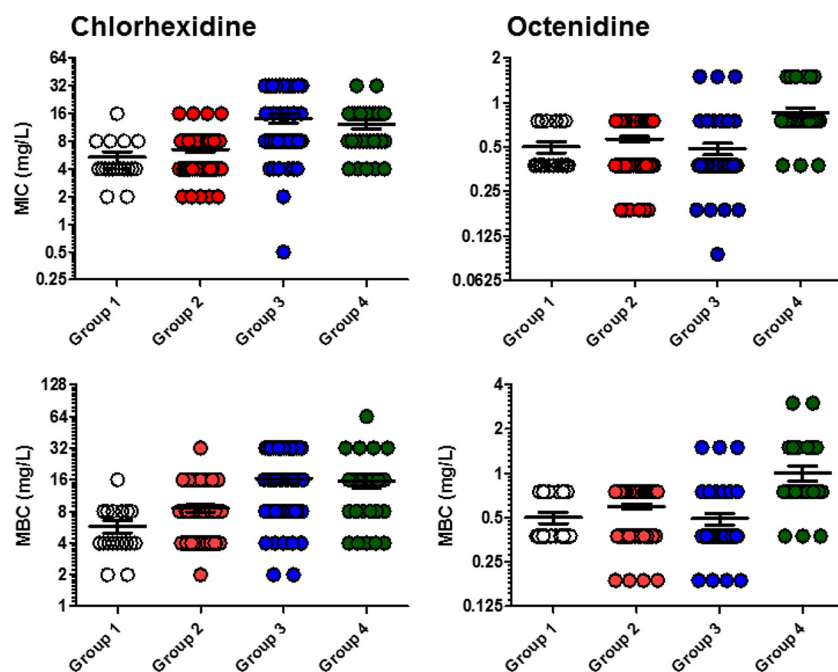 Chlorhexidine
Octenidine
MIC (mg/L)
64
32
16
8
4
2
1
0.5
0.25
Group 1
Group 2
Group 3
Group 4
2
1
0.5
0.25
0.125
0.0625
Group 1
Group 2
Group 3
Group 4
MBC (mg/L)
128
64
32
16
8
4
2
1
Group 1
Group 2
Group 3
Group 4
MBC (mg/L)
4
2
1
0.5
0.25
0.125
Group 1
Group 2
Group 3
Group 4